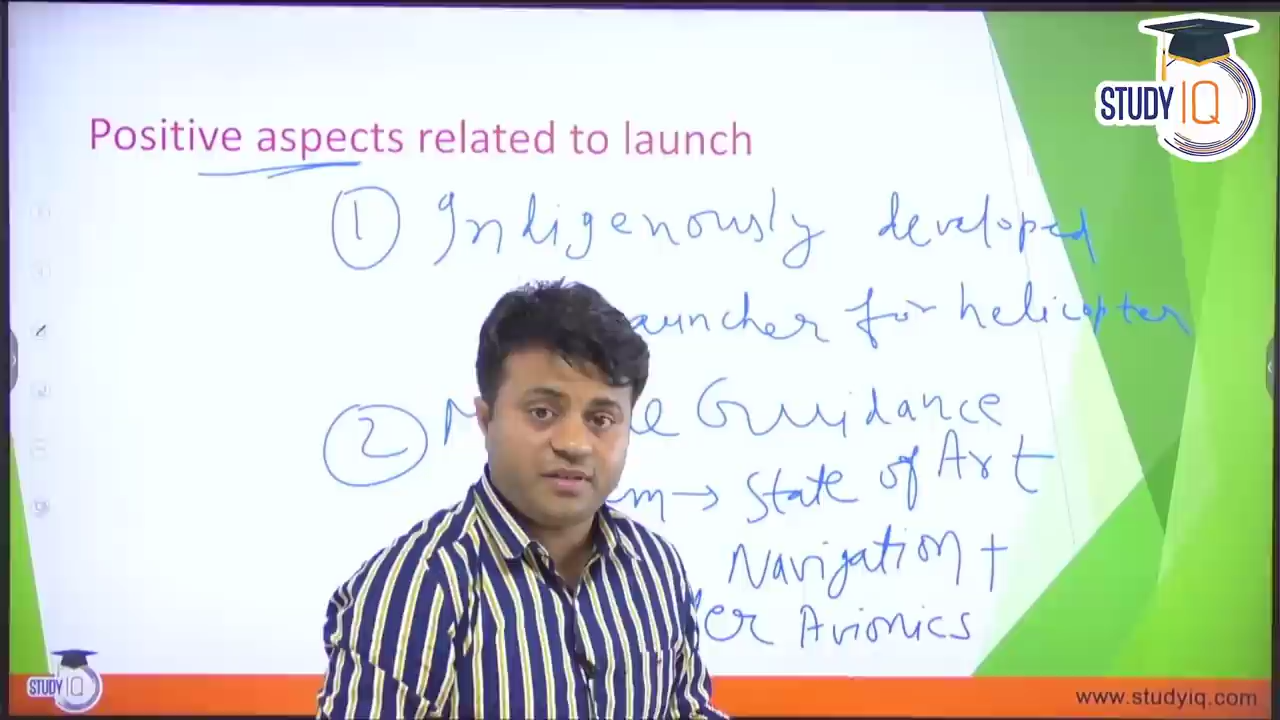 STUDY IQ
Positive aspects related to launch
1 Indigenously developed
launcher for helicopter
2 Guidance
→ State of Art
Navigation +
Avionics
STUDY IQ
www.studyiq.com